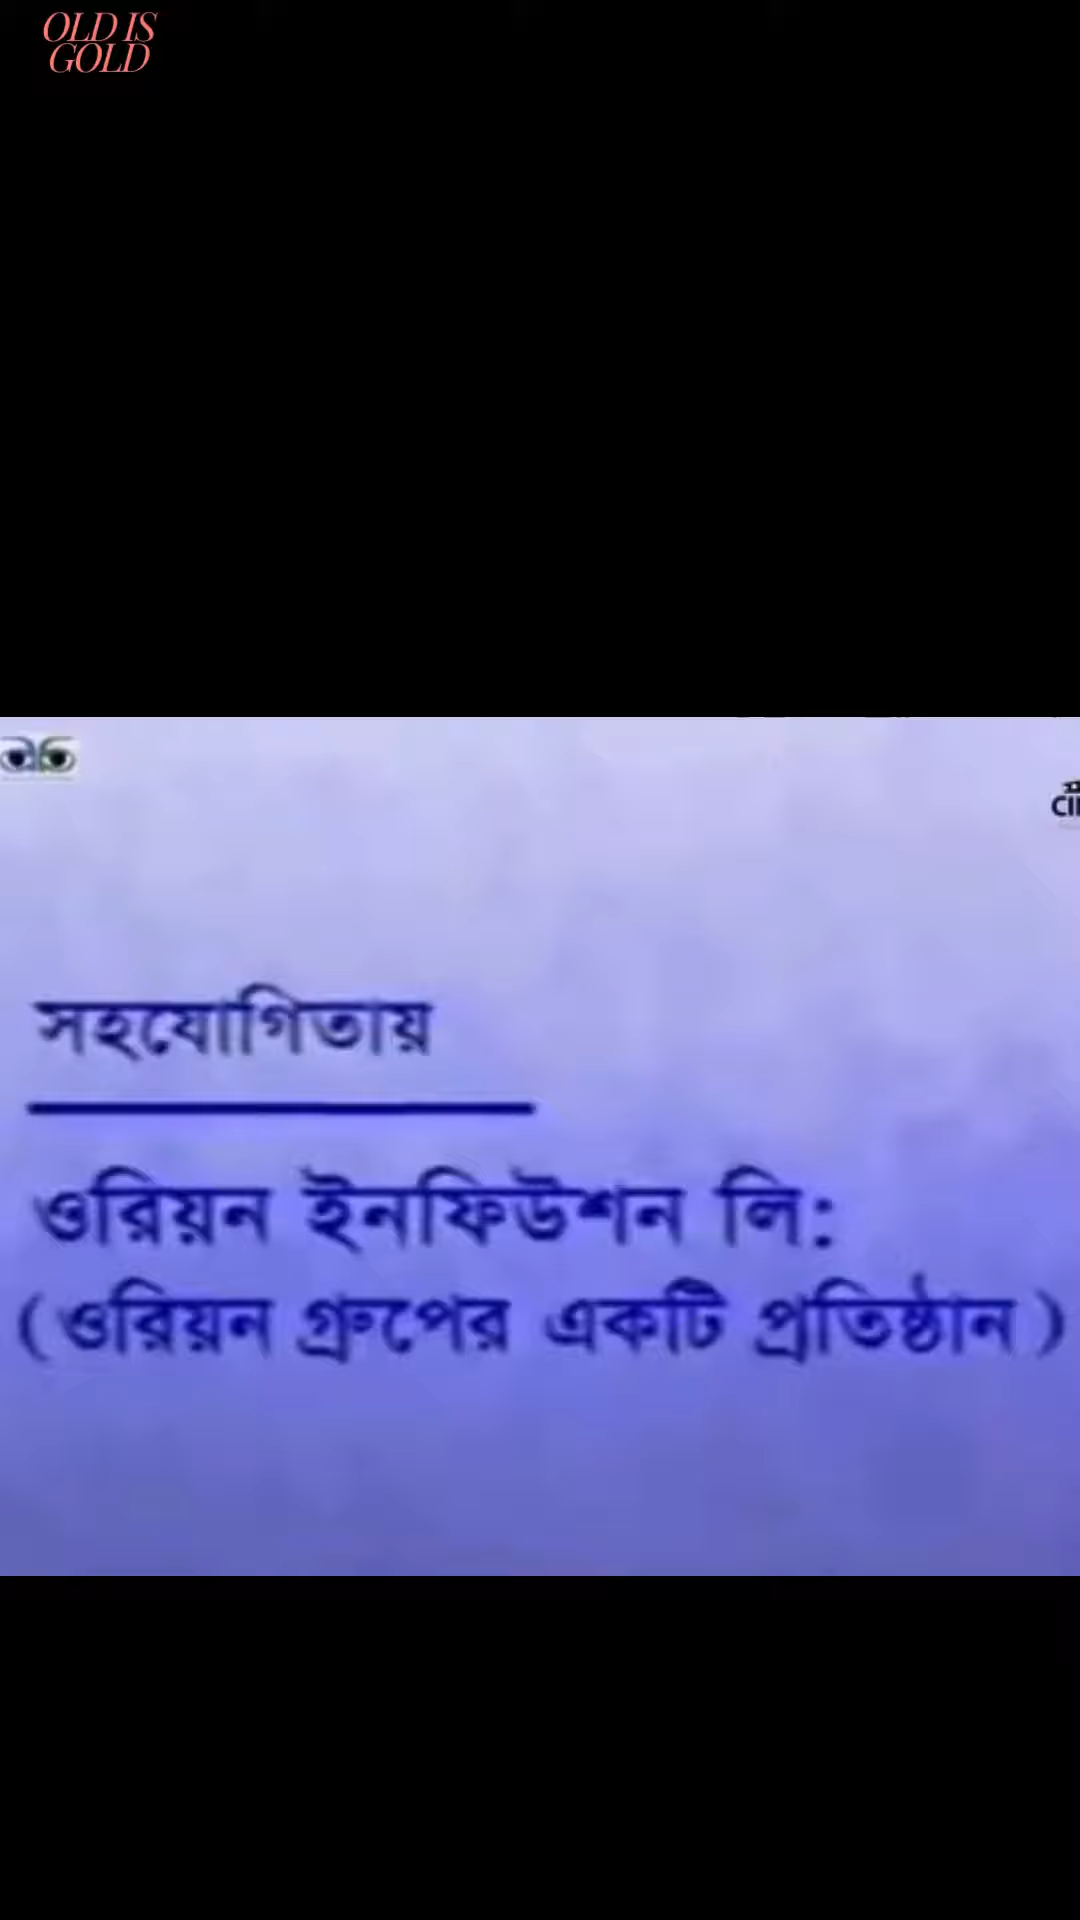 OLD IS
GOLD
সহযোগিতায়
ওরিয়ন ইনফিউশন লি:
(ওরিয়ন গ্রুপের একটি প্রতিষ্ঠান)